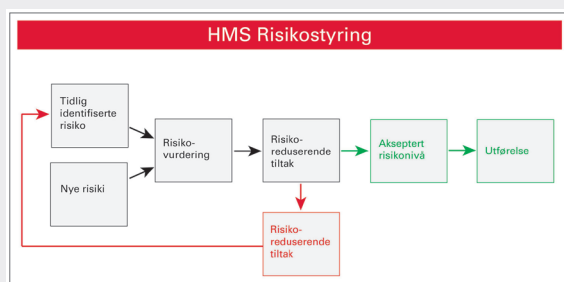 HMS Risikostyring
Tidlig
identifiserte
risiko
Nye risiki
Risiko-
vurdering
Risiko-
reduserende
tiltak
Akseptert
risikonivå
Utførelse
Risiko-
reduserende
tiltak